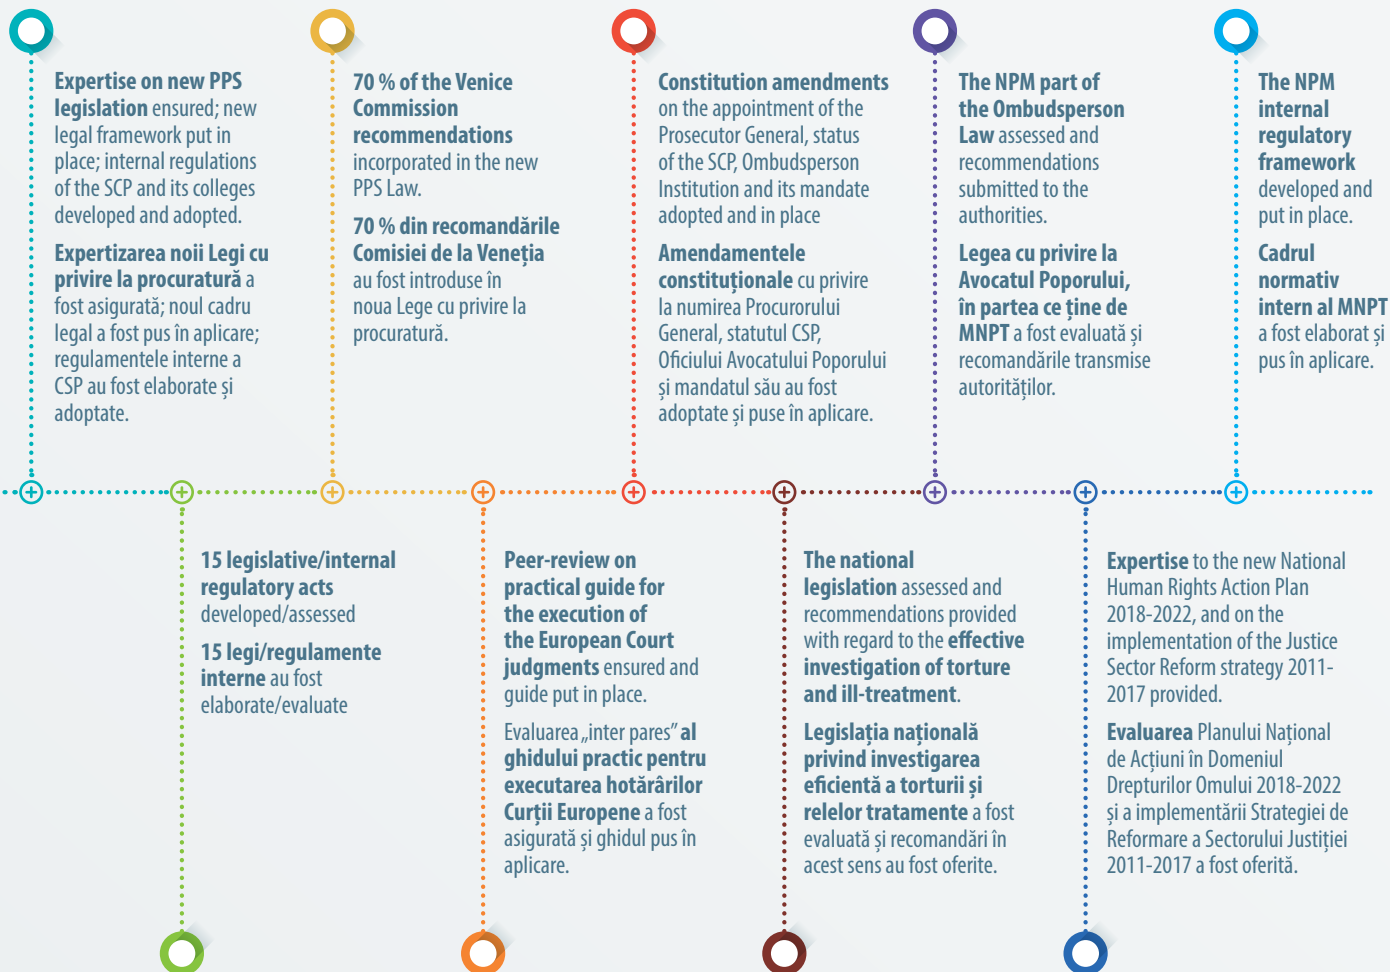 Expertise on new PPS
legislation ensured; new
legal framework put in
place; internal regulations
of the SCP and its colleges
developed and adopted.
Expertizarea noii Legi cu
privire la procuratură a
fost asigurată; noul cadru
legal a fost pus în aplicare;
regulamentele interne a
CSP au fost elaborate și
adoptate.
70 % of the Venice
Commission
recommendations
incorporated in the new
PPS Law.
70 % din recomandările
Comisiei de la Veneția
au fost introduse în
noua Lege cu privire la
procuratură.
Constitution amendments
on the appointment of the
Prosecutor General, status
of the SCP, Ombudsperson
Institution and its mandate
adopted and in place
Amendamentele
constituționale cu privire
la numirea Procurorului
General, statutul CSP,
Oficiului Avocatului Poporului
și mandatul său au fost
adoptate și puse în aplicare.
The NPM part of
the Ombudsperson
Law assessed and
recommendations
submitted to the
authorities.
Legea cu privire la
Avocatul Poporului,
în partea ce ține de
MNPT a fost evaluată și
recomandările transmise
autorităților.
The NPM
internal
regulatory
framework
developed and
put in place.
Cadrul
normativ
intern al MNPT
a fost elaborat și
pus în aplicare.
15 legislative/internal
regulatory acts
developed/assessed
15 legi/regulamente
interne au fost
elaborate/evaluate
Peer-review on
practical guide for
the execution of
the European Court
judgments ensured and
guide put in place.
Evaluarea „inter pares” al
ghidului practic pentru
executarea hotărârilor
Curții Europene a fost
asigurată și ghidul pus în
aplicare.
The national
legislation assessed and
recommendations provided
with regard to the effective
investigation of torture
and ill-treatment.
Legislația națională
privind investigarea
eficientă a torturii și
relelor tratamente a fost
evaluată și recomandări în
acest sens au fost oferite.
Expertise to the new National
Human Rights Action Plan
2018-2022, and on the
implementation of the Justice
Sector Reform strategy 2011-
2017 provided.
Evaluarea Planului Național
de Acțiuni în Domeniul
Drepturilor Omului 2018-2022
și a implementării Strategiei de
Reformare a Sectorului Justiției
2011-2017 a fost oferită.